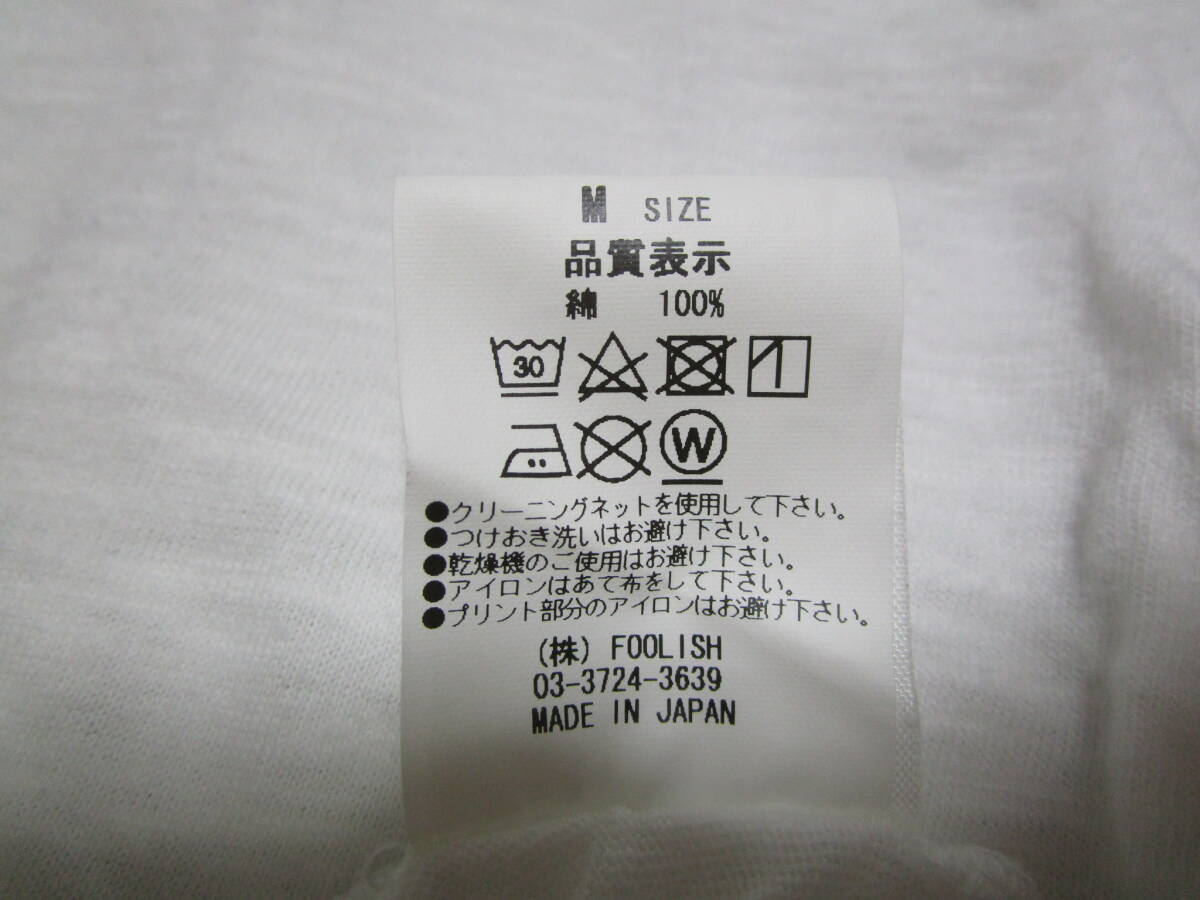 M SIZE
品質表示
綿 100%
30
W
●クリーニングネットを使用して下さい。
●つけおき洗いはお避け下さい。
●乾燥機のご使用はお避け下さい。
●アイロンはあて布をして下さい。
●プリント部分のアイロンはお避け下さい。
(株) FOOLISH
03-3724-3639
MADE IN JAPAN